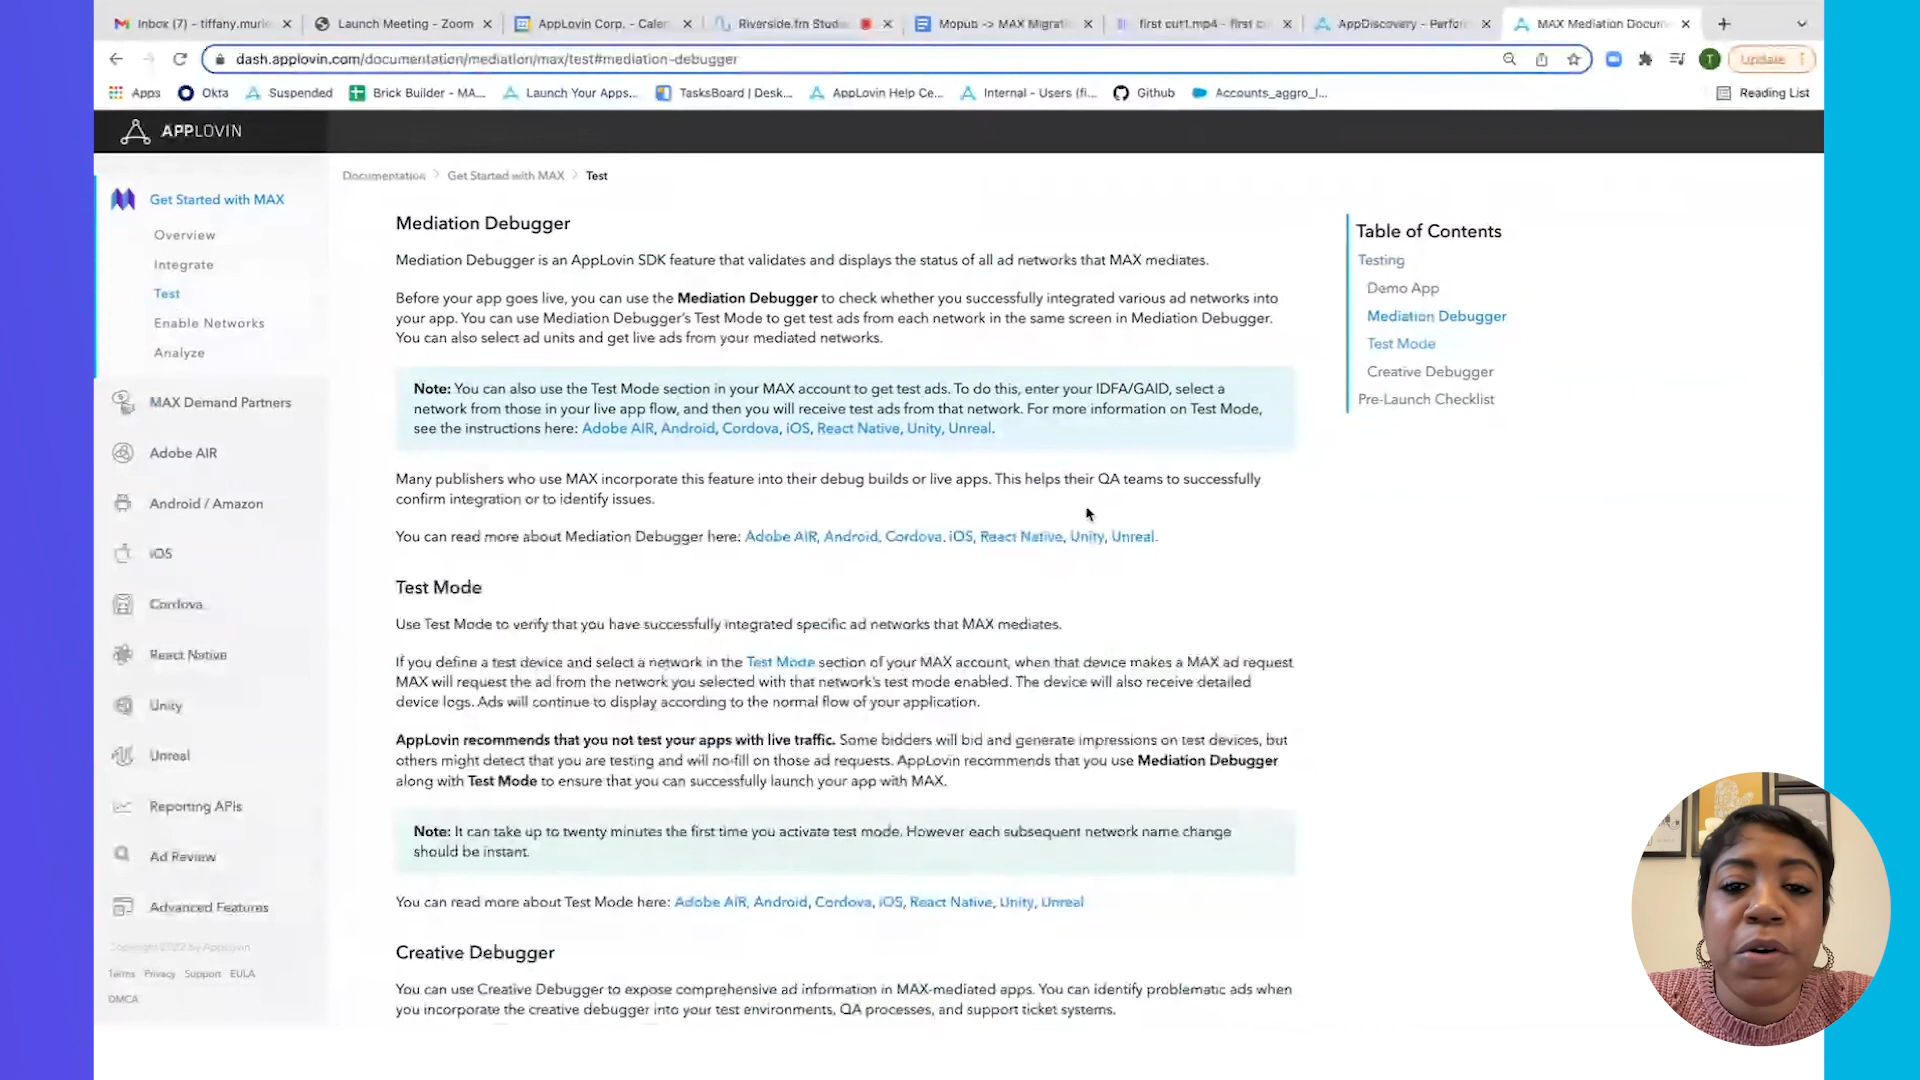 Inbox (7) - tiffany.murie
Launch Meeting - Zoom
AppLovin Corp. - Calen
Riverside.fm Stud
Mopub -> MAX Migrati
first cut1.mp4 - first c
AppDiscovery - Perfor
MAX Mediation Docum
dash.applovin.com/documentation/mediation/max/test#mediation-debugger
T
Update
Apps
Okta
Suspended
Brick Builder - MA...
Launch Your Apps...
TasksBoard | Desk...
AppLovin Help Ce...
Internal - Users (fi...
Github
Accounts_aggro_l...
Reading List
APPLOVIN
Get Started with MAX
Overview
Integrate
Test
Enable Networks
Analyze
MAX Demand Partners
Adobe AIR
Android / Amazon
iOS
Cordova
React Native
Unity
Unreal
Reporting APIs
Ad Review
Advanced Features
Copyright 2022 by AppLovin
Terms Privacy Support EULA
DMCA
Documentation > Get Started with MAX > Test
Mediation Debugger
Mediation Debugger is an AppLovin SDK feature that validates and displays the status of all ad networks that MAX mediates.
Before your app goes live, you can use the Mediation Debugger to check whether you successfully integrated various ad networks into
your app. You can use Mediation Debugger's Test Mode to get test ads from each network in the same screen in Mediation Debugger.
You can also select ad units and get live ads from your mediated networks.
Note: You can also use the Test Mode section in your MAX account to get test ads. To do this, enter your IDFA/GAID, select a
network from those in your live app flow, and then you will receive test ads from that network. For more information on Test Mode,
see the instructions here: Adobe AIR, Android, Cordova, iOS, React Native, Unity, Unreal.
Many publishers who use MAX incorporate this feature into their debug builds or live apps. This helps their QA teams to successfully
confirm integration or to identify issues.
You can read more about Mediation Debugger here: Adobe AIR, Android, Cordova, iOS, React Native, Unity, Unreal.
Test Mode
Use Test Mode to verify that you have successfully integrated specific ad networks that MAX mediates.
If you define a test device and select a network in the Test Mode section of your MAX account, when that device makes a MAX ad request
MAX will request the ad from the network you selected with that network's test mode enabled. The device will also receive detailed
device logs. Ads will continue to display according to the normal flow of your application.
AppLovin recommends that you not test your apps with live traffic. Some bidders will bid and generate impressions on test devices, but
others might detect that you are testing and will no-fill on those ad requests. AppLovin recommends that you use Mediation Debugger
along with Test Mode to ensure that you can successfully launch your app with MAX.
Note: It can take up to twenty minutes the first time you activate test mode. However each subsequent network name change
should be instant.
You can read more about Test Mode here: Adobe AIR, Android, Cordova, iOS, React Native, Unity, Unreal
Creative Debugger
You can use Creative Debugger to expose comprehensive ad information in MAX-mediated apps. You can identify problematic ads when
you incorporate the creative debugger into your test environments, QA processes, and support ticket systems.
Table of Contents
Testing
Demo App
Mediation Debugger
Test Mode
Creative Debugger
Pre-Launch Checklist